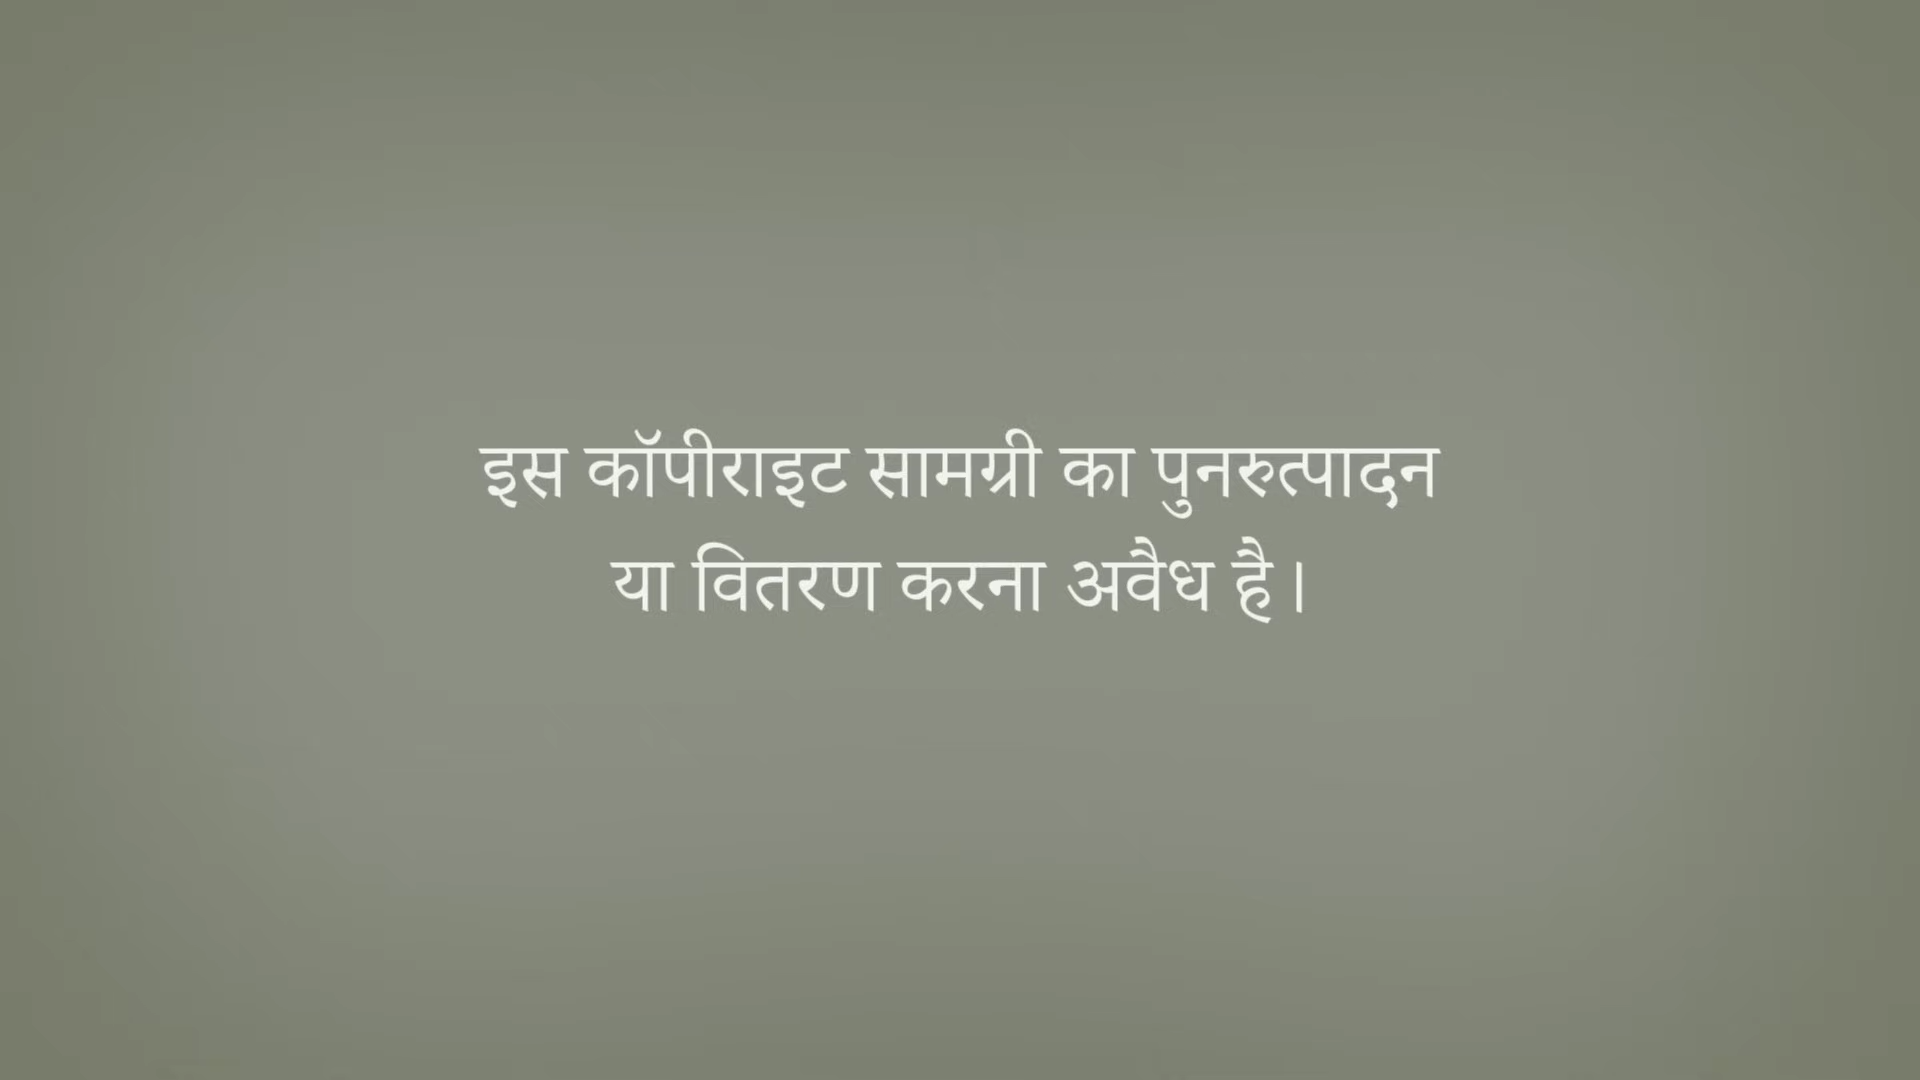 इस कॉपीराइट सामग्री का पुनरुत्पादन
या वितरण करना अवैध है।